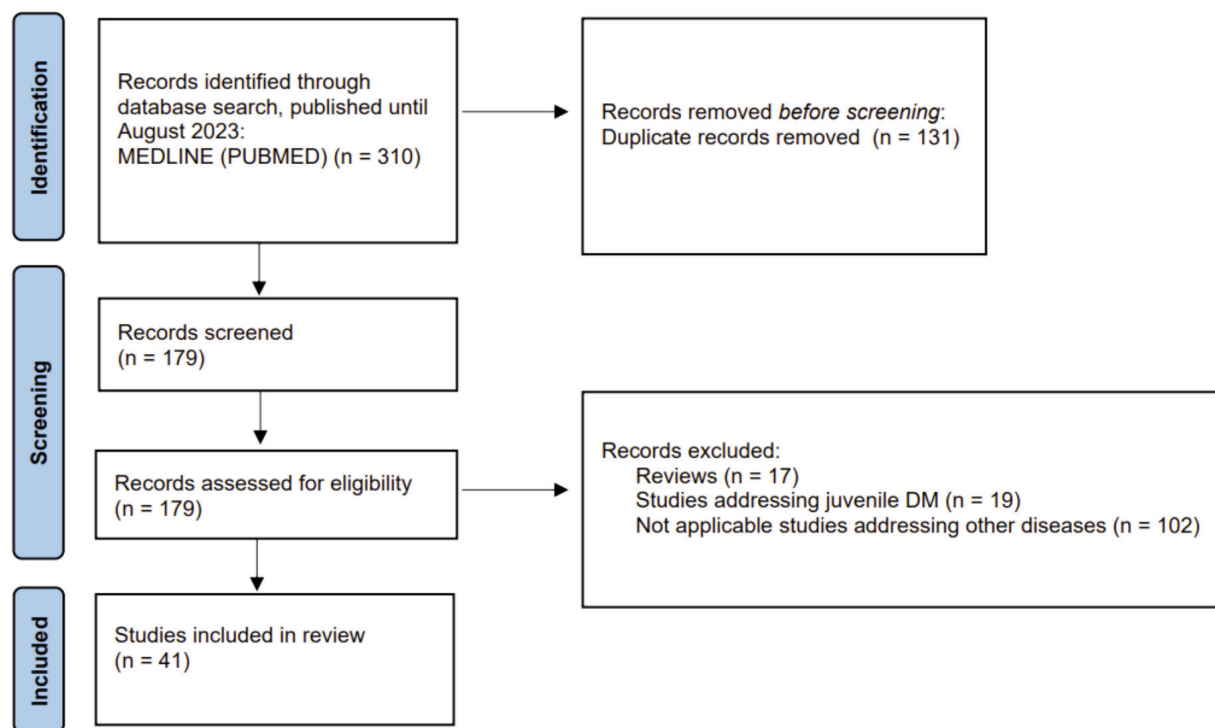 Identification
Records identified through
database search, published until
August 2023:
MEDLINE (PUBMED) (n = 310)
Records removed before screening:
Duplicate records removed (n = 131)
Screening
Records screened
(n = 179)
Records assessed for eligibility
(n = 179)
Records excluded:
Reviews (n = 17)
Studies addressing juvenile DM (n = 19)
Not applicable studies addressing other diseases (n = 102)
Included
Studies included in review
(n = 41)